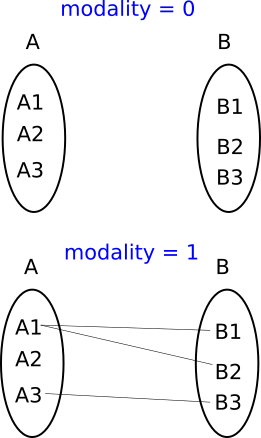 modality = 0
A B
A1 B1
A2 B2
A3 B3
modality = 1
A B
A1 B1
A2 B2
A3 B3